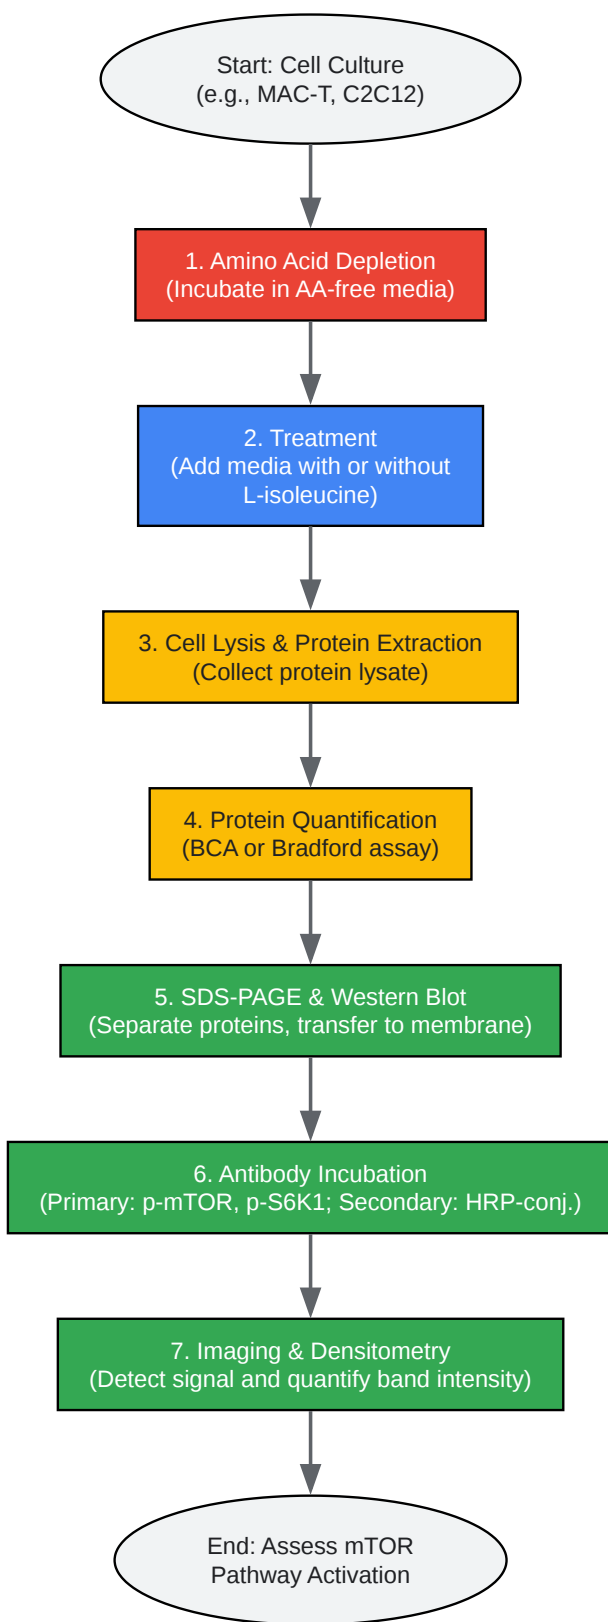 Start: Cell Culture
(e.g., MAC-T, C2C12)
1. Amino Acid Depletion
(Incubate in AA-free media)
2. Treatment
(Add media with or without
L-isoleucine)
3. Cell Lysis & Protein Extraction
(Collect protein lysate)
4. Protein Quantification
(BCA or Bradford assay)
5. SDS-PAGE & Western Blot
(Separate proteins, transfer to membrane)
6. Antibody Incubation
(Primary: p-mTOR, p-S6K1; Secondary: HRP-conj.)
7. Imaging & Densitometry
(Detect signal and quantify band intensity)
End: Assess mTOR
Pathway Activation